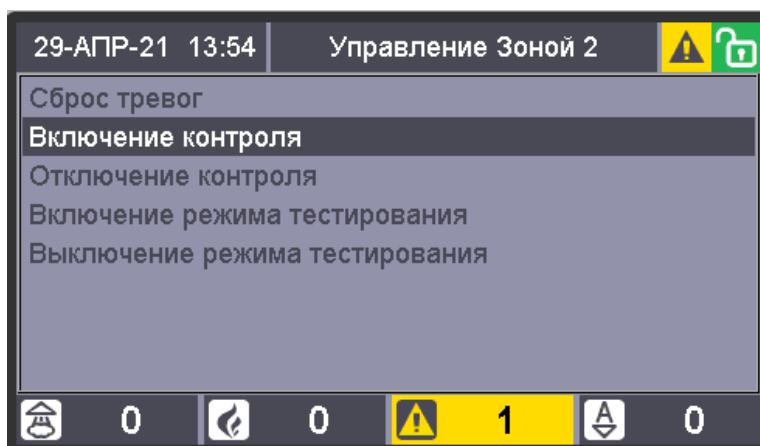 29-АПР-21 13:54 Управление Зоной 2
Сброс тревог
Включение контроля
Отключение контроля
Включение режима тестирования
Выключение режима тестирования
0 0 1 A 0